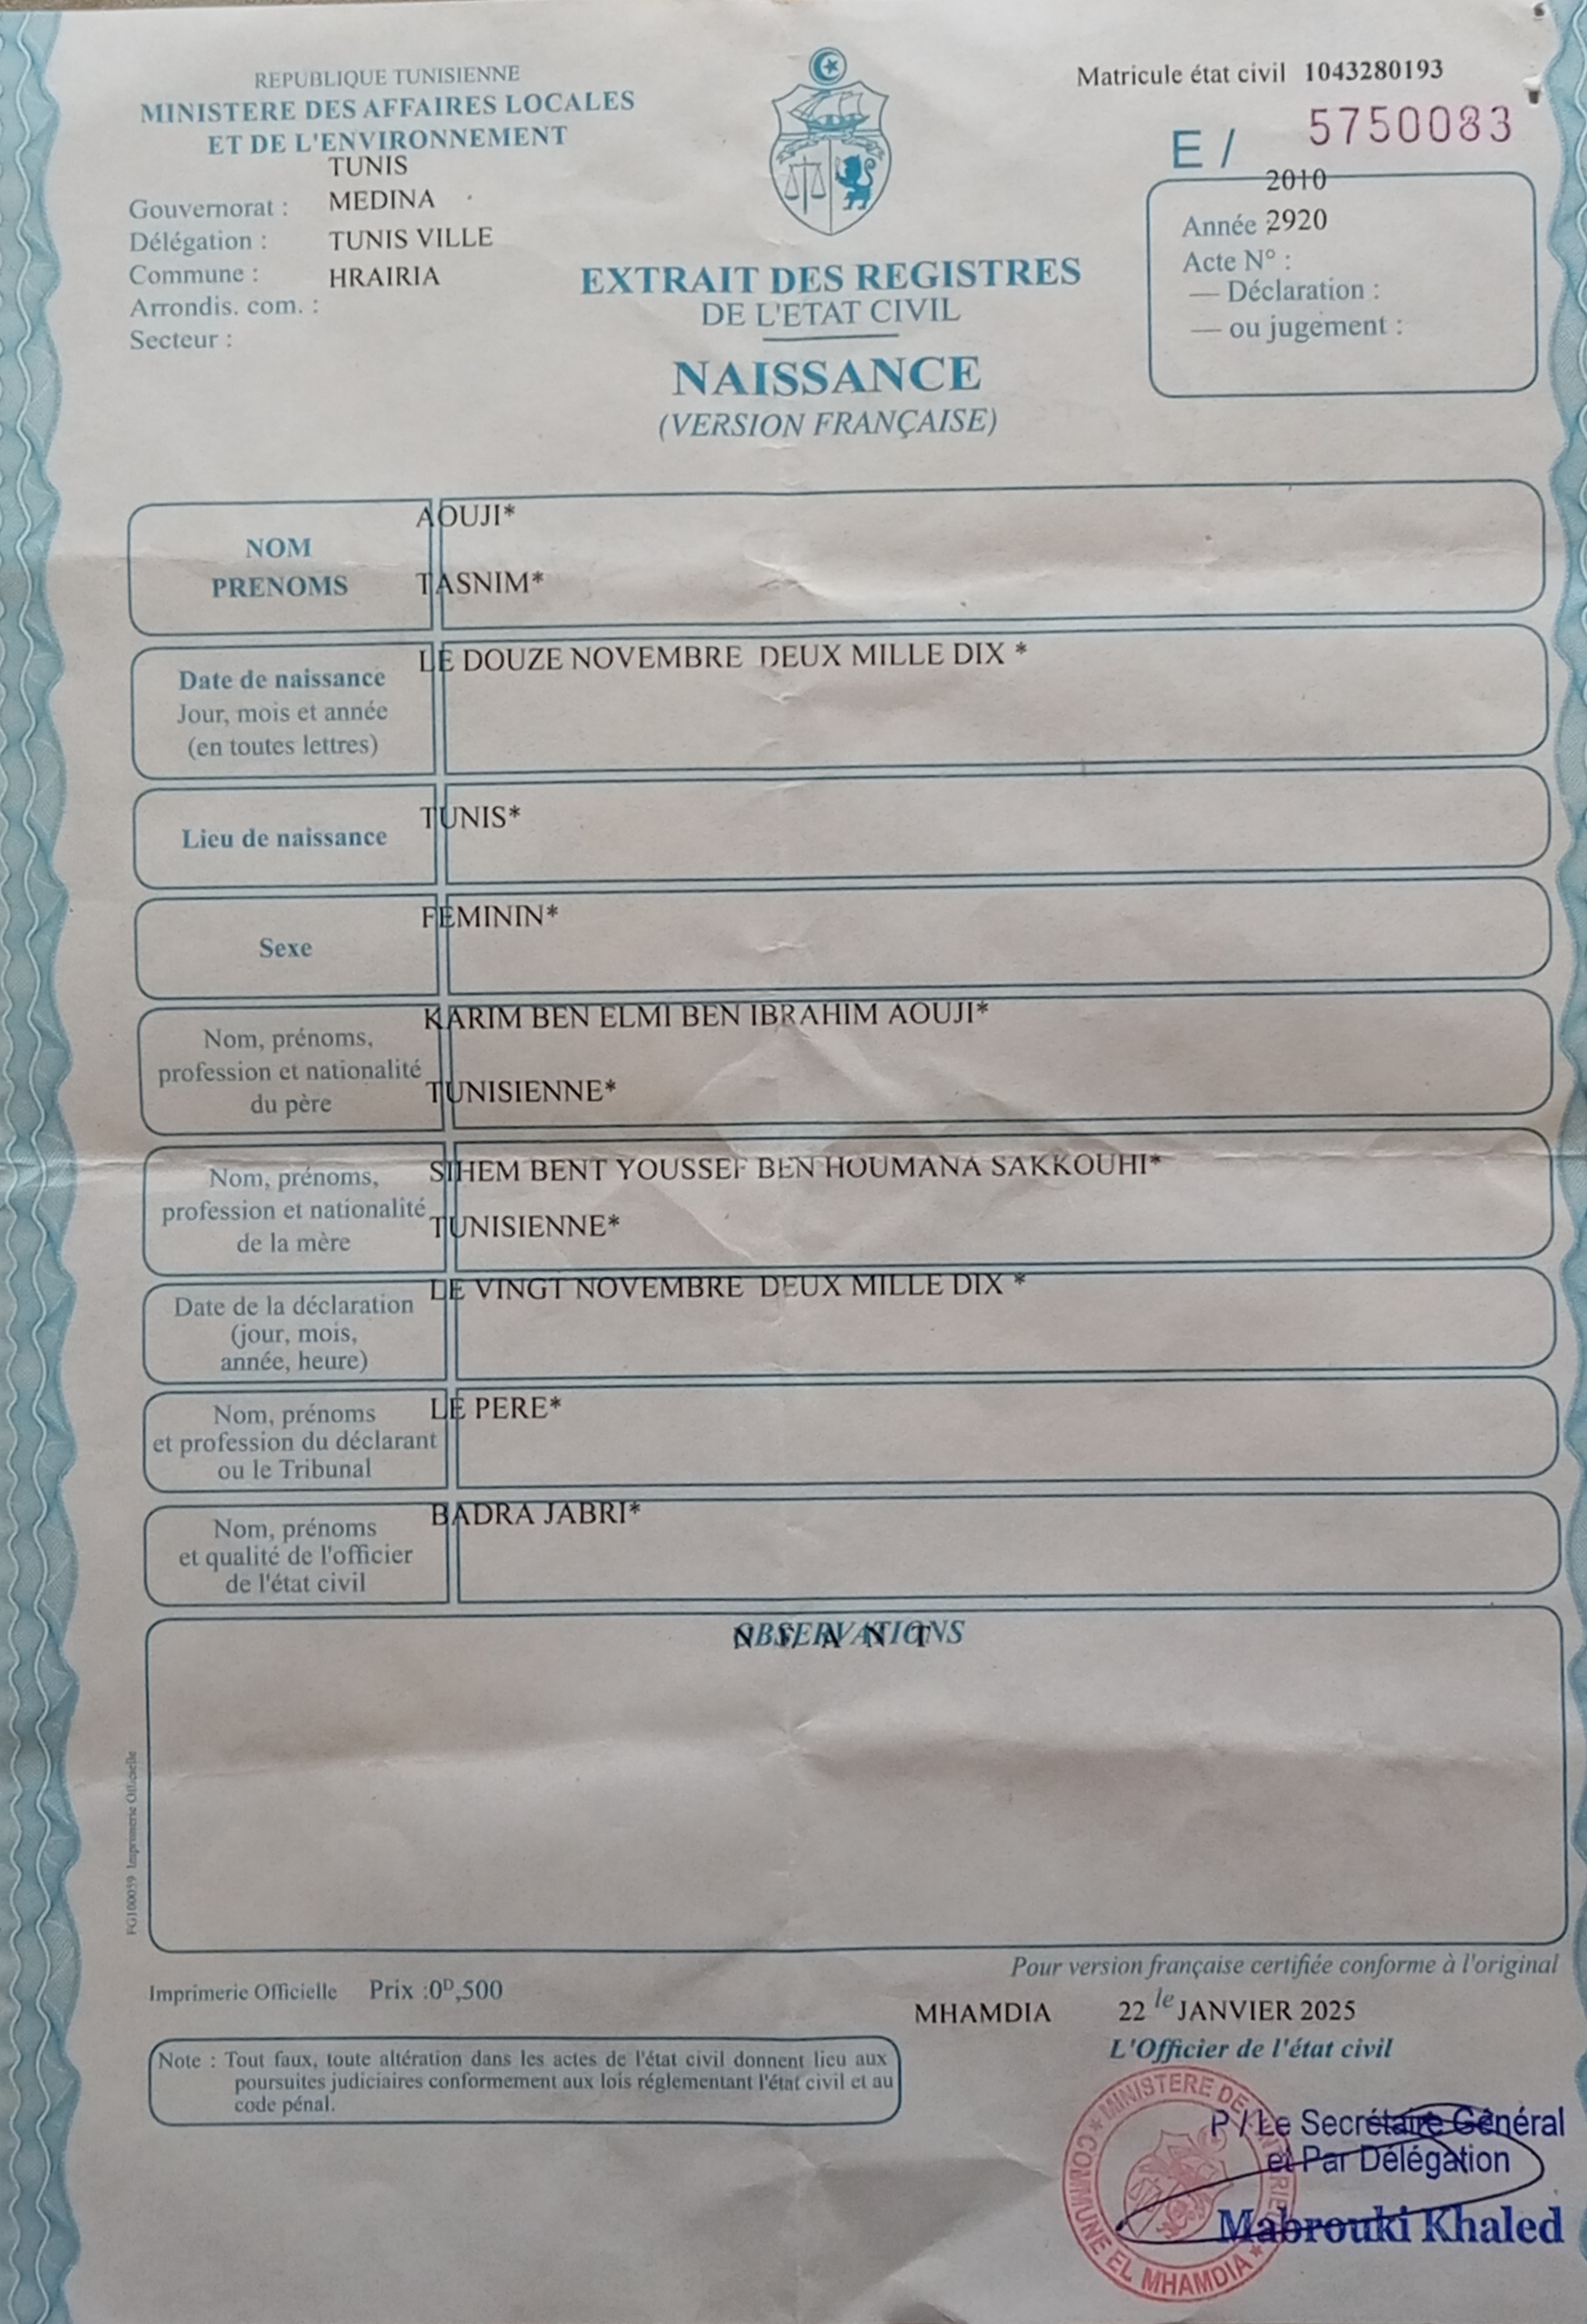 REPUBLIQUE TUNISIENNE
MINISTERE DES AFFAIRES LOCALES
ET DE L'ENVIRONNEMENT
TUNIS
Gouvernorat : MEDINA
Délégation : TUNIS VILLE
Commune : HRAIRIA
Arrondis. com. :
Secteur :
Matricule état civil 1043280193
E / 5750083
2010
Année 2920
Acte N° :
— Déclaration :
— ou jugement :
EXTRAIT DES REGISTRES
DE L'ETAT CIVIL
NAISSANCE
(VERSION FRANÇAISE)
NOM
PRENOMS
AOUJI*
TASNIM*
Date de naissance
Jour, mois et année
(en toutes lettres)
LE DOUZE NOVEMBRE DEUX MILLE DIX *
Lieu de naissance
TUNIS*
Sexe
FEMININ*
Nom, prénoms,
profession et nationalité
du père
KARIM BEN ELMI BEN IBRAHIM AOUJI*
TUNISIENNE*
Nom, prénoms,
profession et nationalité
de la mère
SIHEM BENT YOUSSEF BEN HOUMANA SAKKOUHI*
TUNISIENNE*
Date de la déclaration
(jour, mois,
année, heure)
LE VINGT NOVEMBRE DEUX MILLE DIX *
Nom, prénoms
et profession du déclarant
ou le Tribunal
LE PERE*
Nom, prénoms
et qualité de l'officier
de l'état civil
BADRA JABRI*
OBSERVATIONS
FG100059 Imprimerie Officielle
Pour version française certifiée conforme à l'original
Imprimerie Officielle Prix :0ᴰ,500
MHAMDIA 22 le JANVIER 2025
L'Officier de l'état civil
Note : Tout faux, toute altération dans les actes de l'état civil donnent lieu aux
poursuites judiciaires conformement aux lois réglementant l'état civil et au
code pénal.
P / Le Secrétaire Général
et Par Délégation
Mabrouki Khaled
COMMUNE EL MHAMDIA